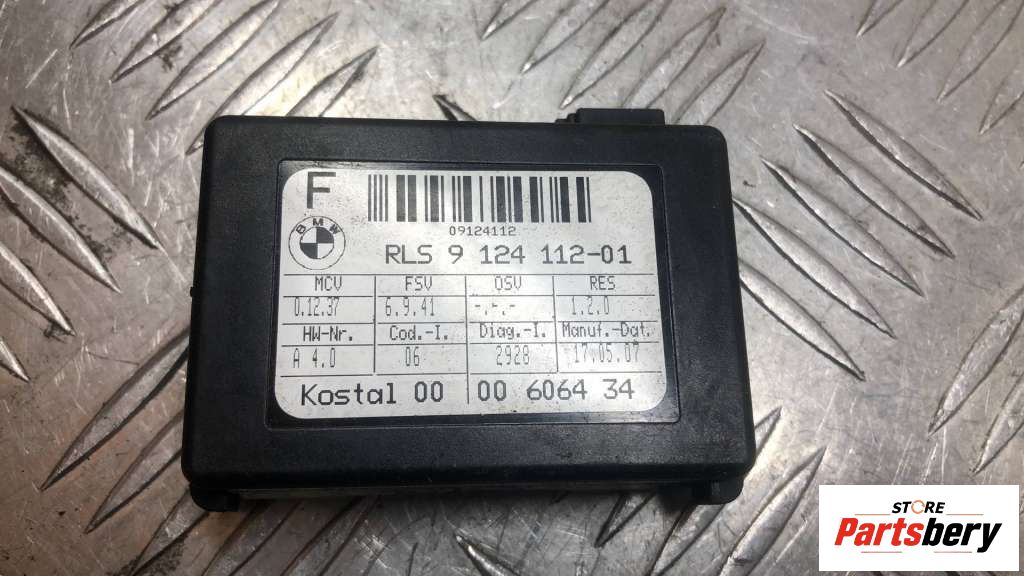 F
09124112
BMW
RLS 9 124 112-01
MCV FSV OSV RES
0.12.37 6.9.41 -.-.- 1.2.0
HW-Nr. Cod.-I. Diag.-I. Manuf.-Dat.
A 4.0 06 2928 17.05.07
Kostal 00 00 6064 34
STORE
Partsbery